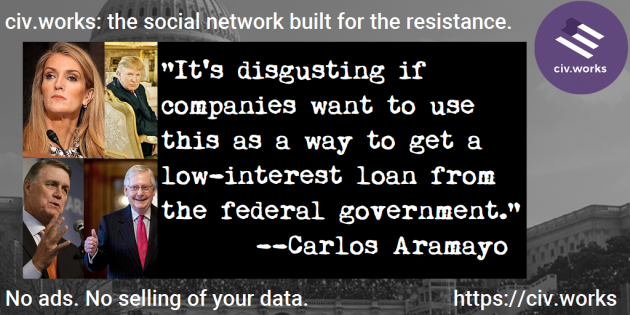 civ.works: the social network built for the resistance.
civ.works
"It's disgusting if
companies want to use
this as a way to get a
low-interest loan from
the federal government."
--Carlos Aramayo
No ads. No selling of your data.
https://civ.works